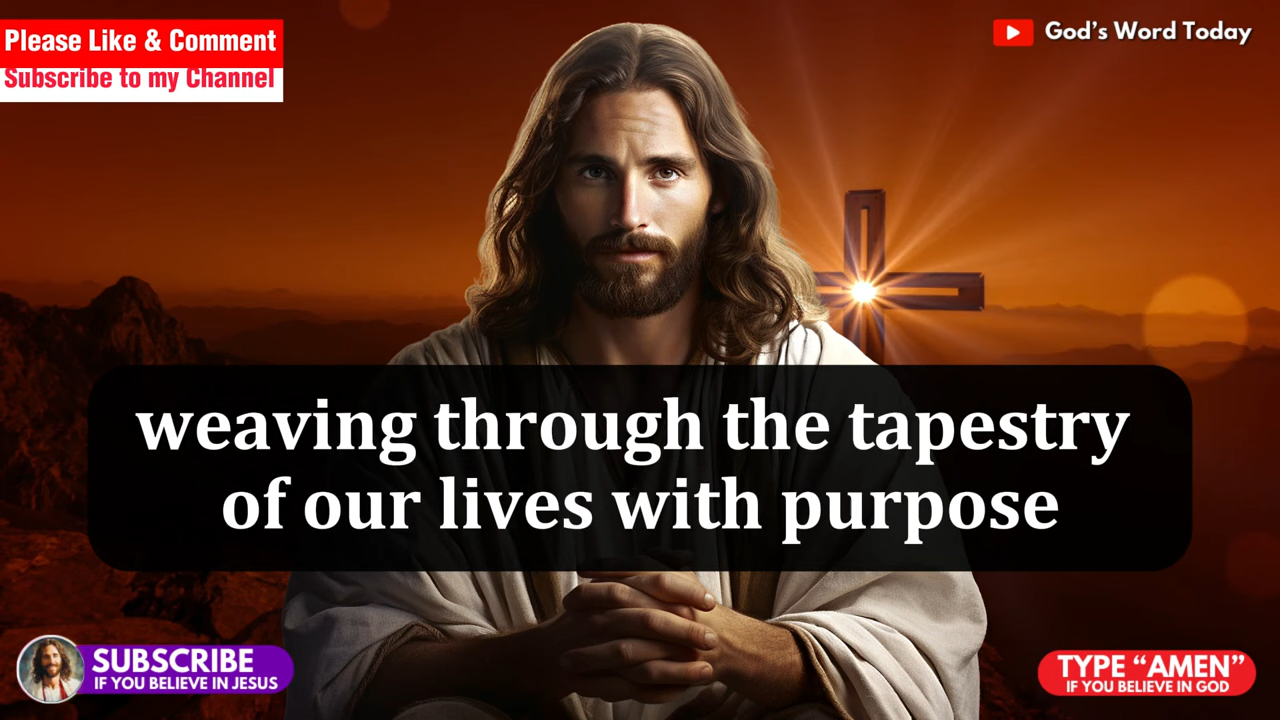 Please Like & Comment
Subscribe to my Channel
God's Word Today
weaving through the tapestry
of our lives with purpose
SUBSCRIBE
IF YOU BELIEVE IN JESUS
TYPE “AMEN”
IF YOU BELIEVE IN GOD